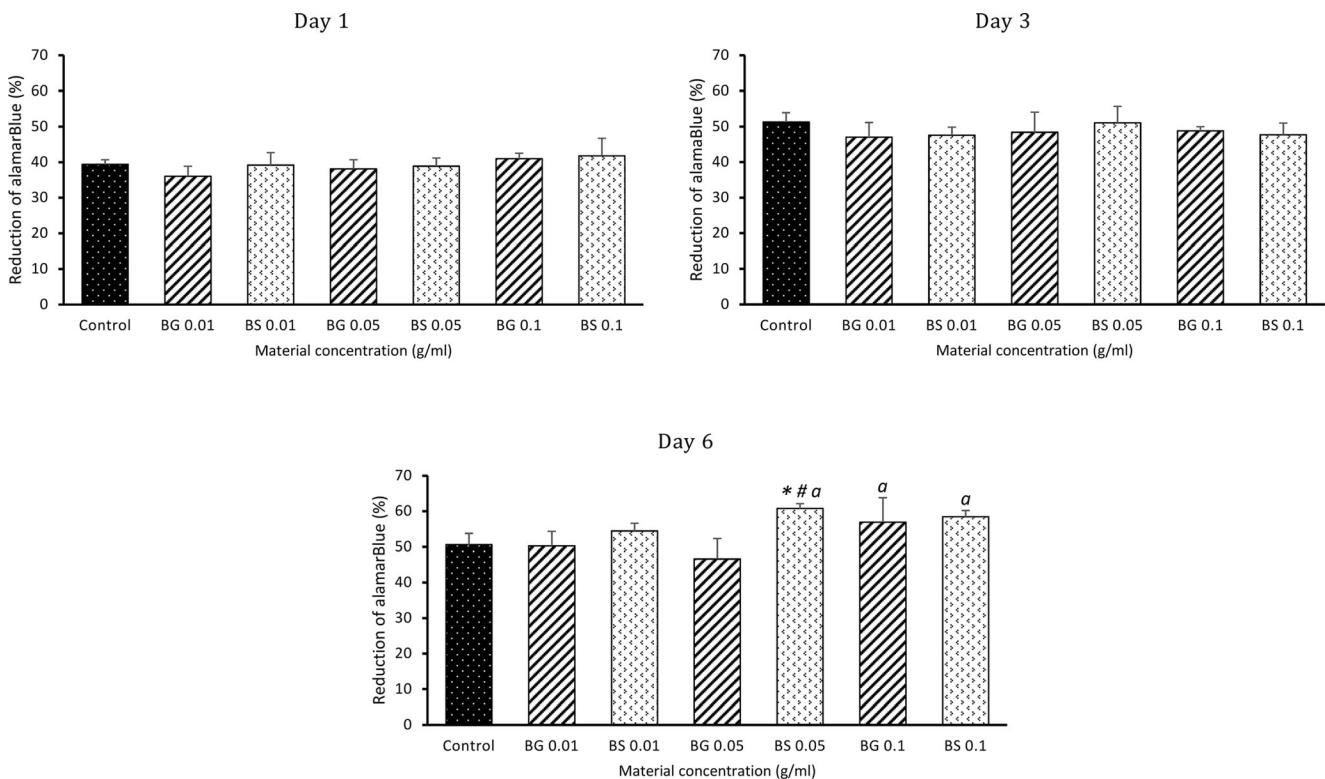 Day 1
Reduction of alamarBlue (%)
70
60
50
40
30
20
10
0
Control BG 0.01 BS 0.01 BG 0.05 BS 0.05 BG 0.1 BS 0.1
Material concentration (g/ml)
Day 3
Reduction of alamarBlue (%)
70
60
50
40
30
20
10
0
Control BG 0.01 BS 0.01 BG 0.05 BS 0.05 BG 0.1 BS 0.1
Material concentration (g/ml)
Day 6
Reduction of alamarBlue (%)
70
60
50
40
30
20
10
0
* # a
a
a
Control BG 0.01 BS 0.01 BG 0.05 BS 0.05 BG 0.1 BS 0.1
Material concentration (g/ml)